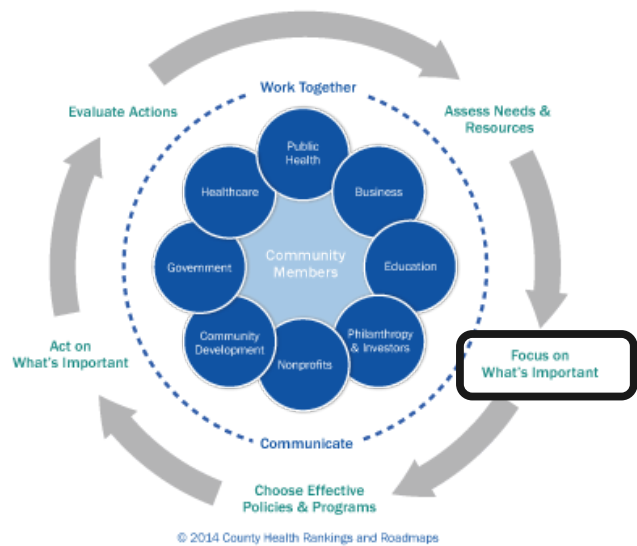 Work Together
Evaluate Actions
Assess Needs &
Resources
Public
Health
Healthcare
Business
Community
Members
Government
Education
Community
Development
Philanthropy
& Investors
Nonprofits
Act on
What's Important
Focus on
What's Important
Communicate
Choose Effective
Policies & Programs
© 2014 County Health Rankings and Roadmaps